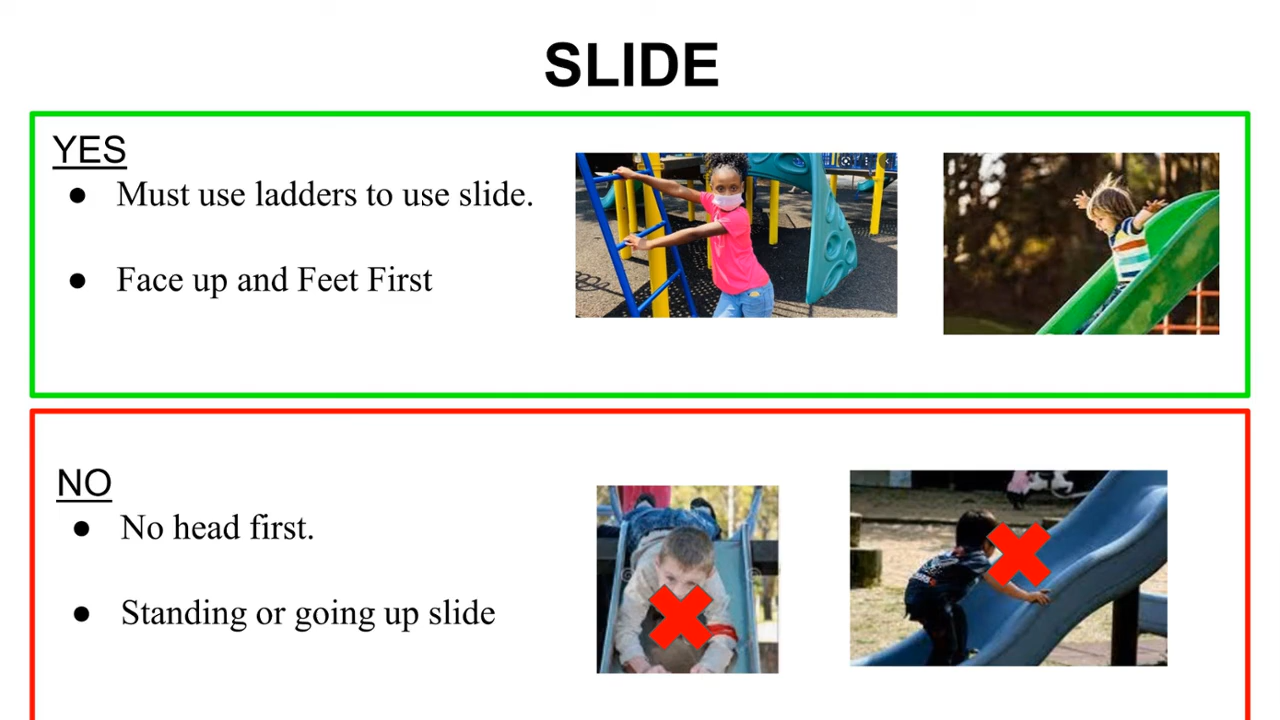 SLIDE
YES
● Must use ladders to use slide.
● Face up and Feet First
NO
● No head first.
● Standing or going up slide